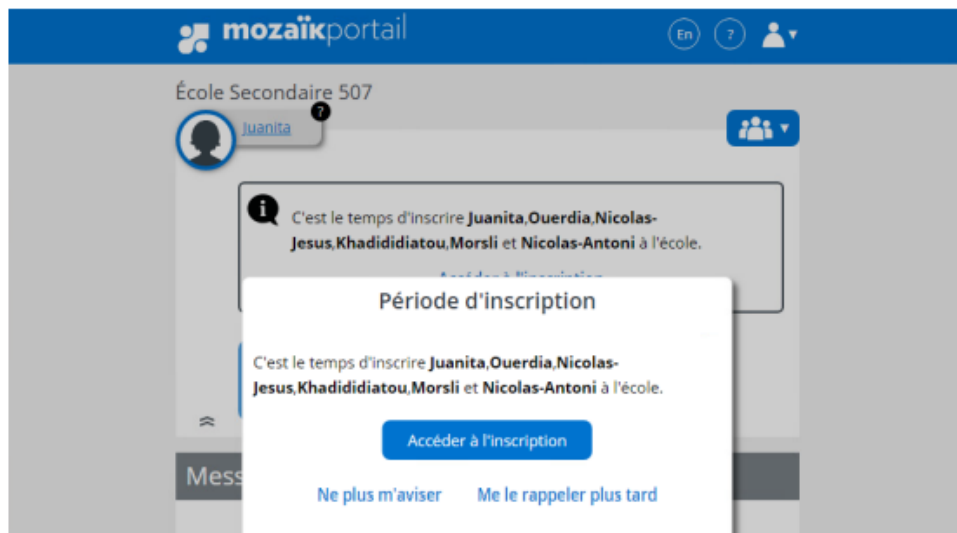 mozaïkportail
En
?
École Secondaire 507
?
Juanita
C'est le temps d'inscrire Juanita,Ouerdia,Nicolas-
Jesus,Khadididiatou,Morsli et Nicolas-Antoni à l'école.
Accéder à l'inscription
Période d'inscription
C'est le temps d'inscrire Juanita,Ouerdia,Nicolas-
Jesus,Khadididiatou,Morsli et Nicolas-Antoni à l'école.
Accéder à l'inscription
Mess
Ne plus m'aviser Me le rappeler plus tard